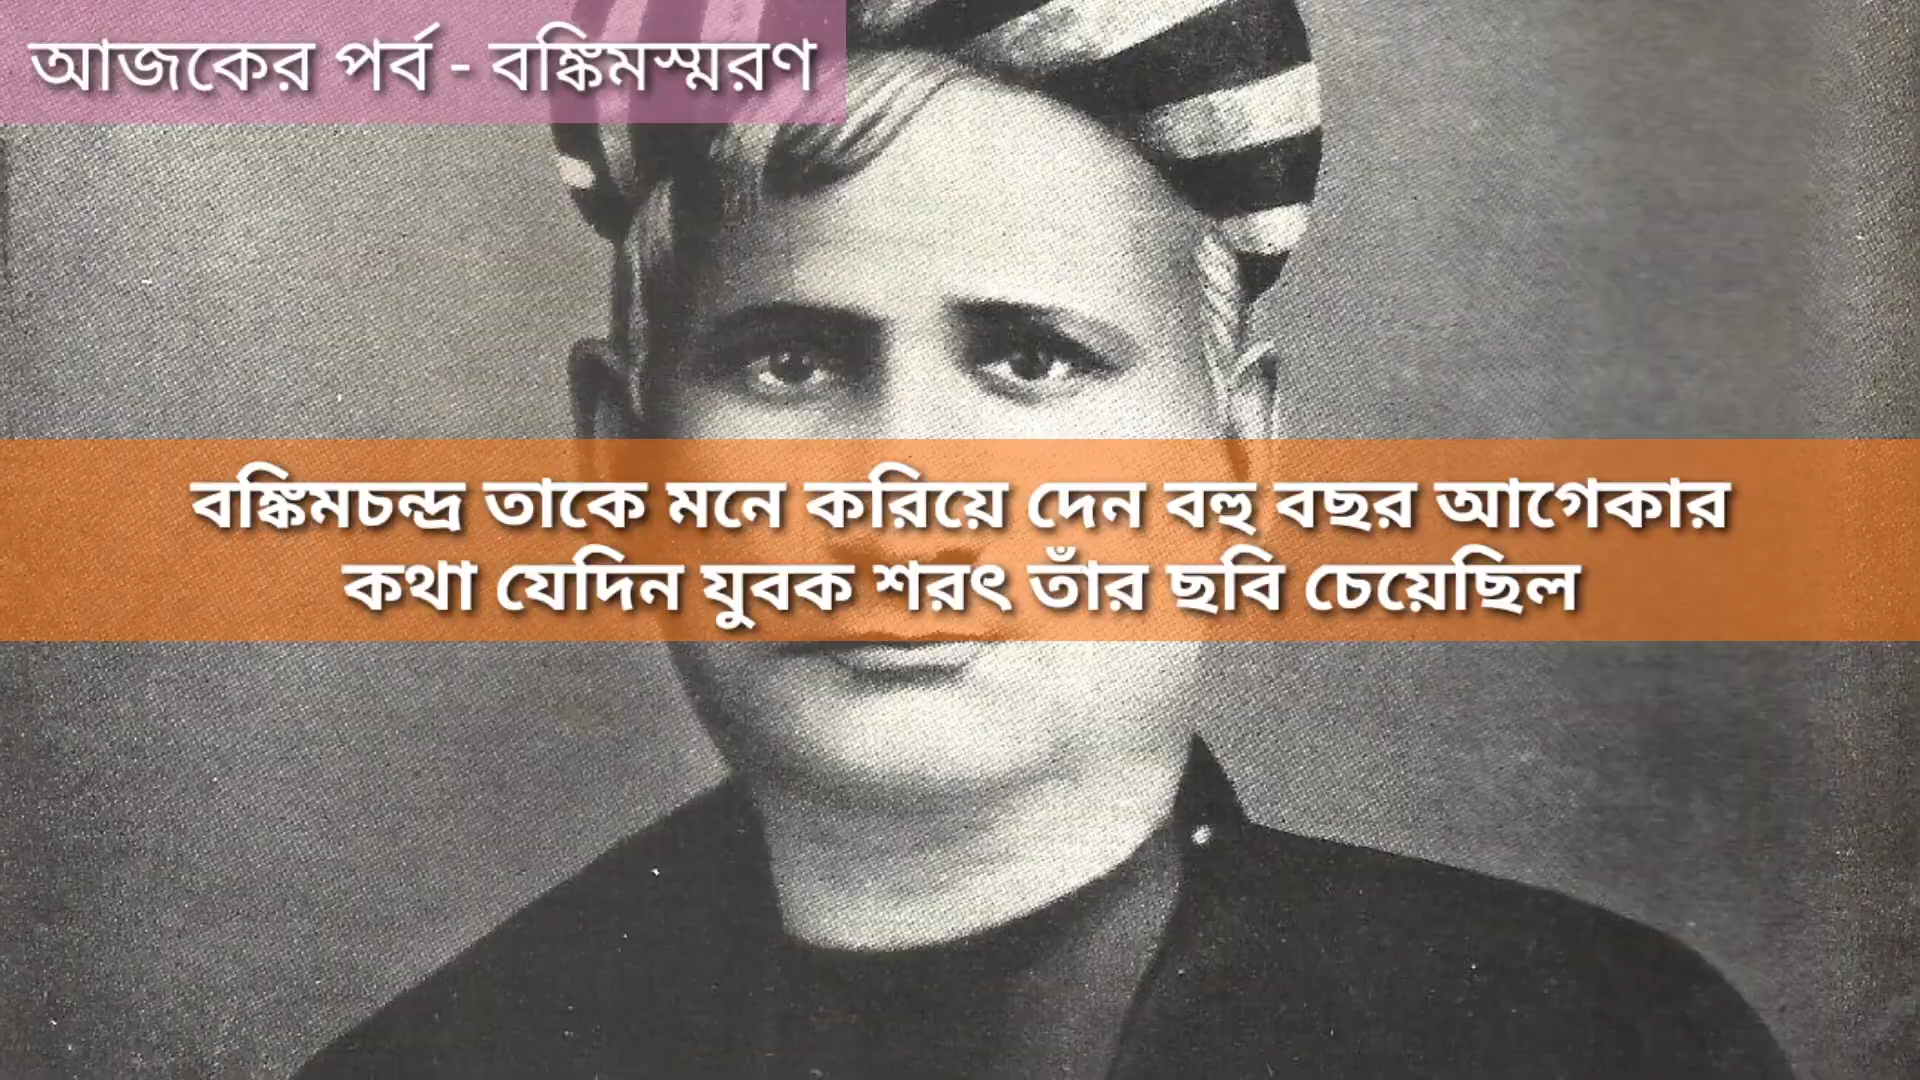 আজকের পর্ব - বঙ্কিমস্মরণ
বঙ্কিমচন্দ্র তাকে মনে করিয়ে দেন বহু বছর আগেকার
কথা যেদিন যুবক শরৎ তাঁর ছবি চেয়েছিল